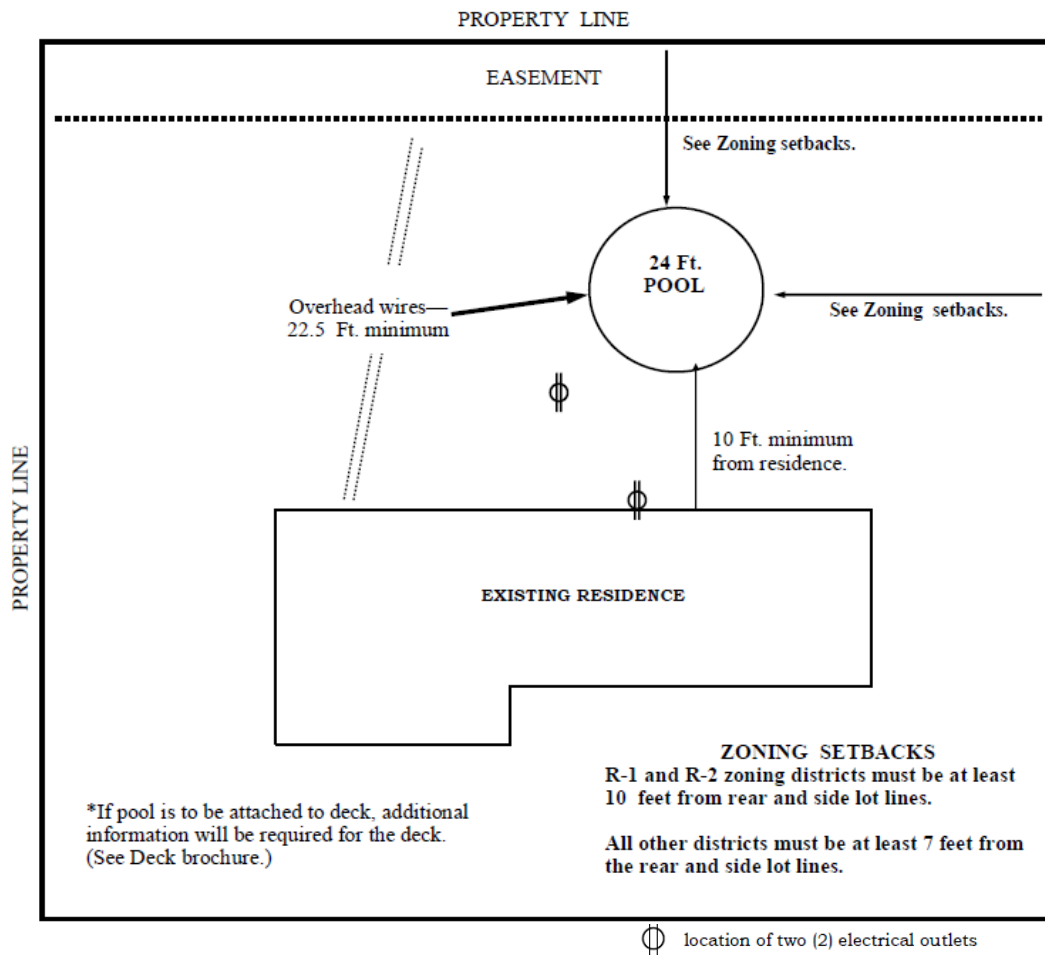 PROPERTY LINE
EASEMENT
See Zoning setbacks.
24 Ft.
POOL
Overhead wires—
22.5 Ft. minimum
See Zoning setbacks.
10 Ft. minimum
from residence.
PROPERTY LINE
EXISTING RESIDENCE
ZONING SETBACKS
R-1 and R-2 zoning districts must be at least
10 feet from rear and side lot lines.
All other districts must be at least 7 feet from
the rear and side lot lines.
*If pool is to be attached to deck, additional
information will be required for the deck.
(See Deck brochure.)
location of two (2) electrical outlets